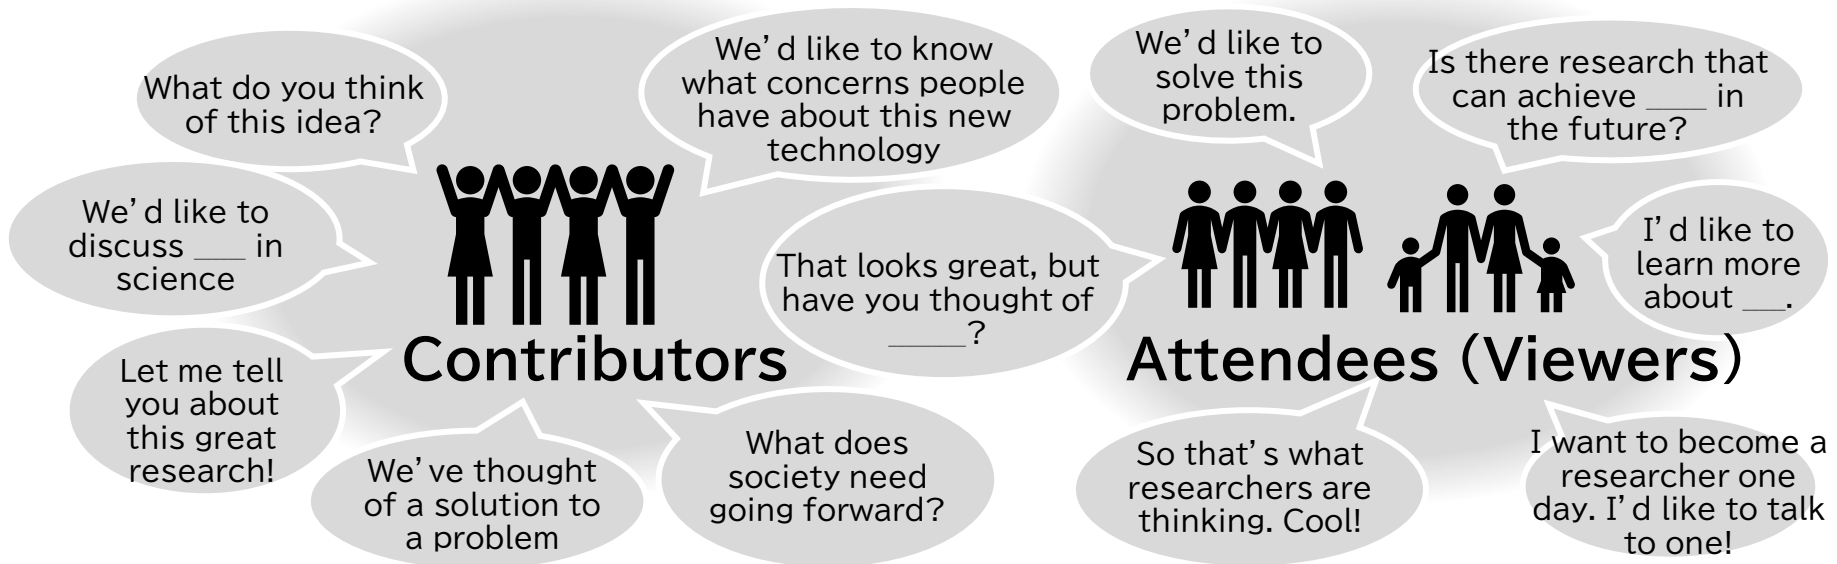 What do you think
of this idea?
We'd like to know
what concerns people
have about this new
technology
We'd like to
discuss ___ in
science
Let me tell
you about
this great
research!
Contributors
We've thought
of a solution to
a problem
What does
society need
going forward?
We'd like to
solve this
problem.
Is there research that
can achieve ___ in
the future?
That looks great, but
have you thought of
____?
I'd like to
learn more
about ___.
Attendees (Viewers)
So that's what
researchers are
thinking. Cool!
I want to become a
researcher one
day. I'd like to talk
to one!